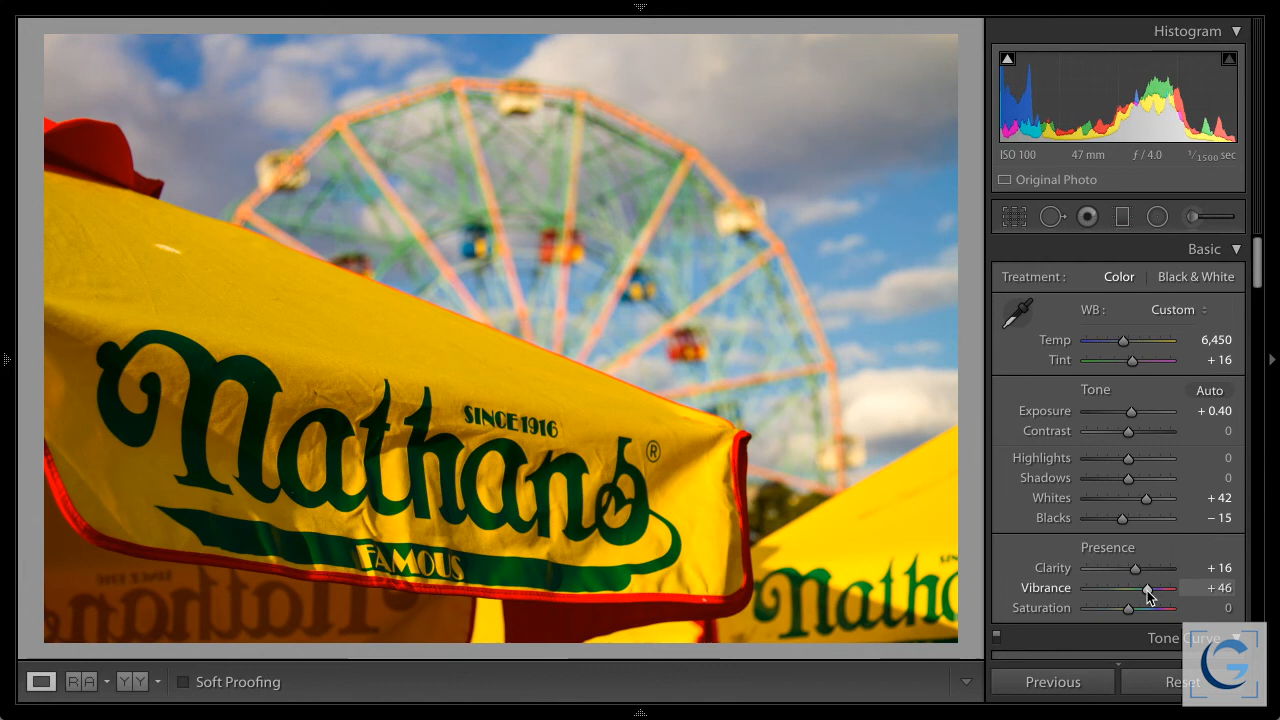 Histogram
ISO 100 47 mm ƒ / 4.0 1/1500 sec
Original Photo
Basic
Treatment : Color Black & White
WB : Custom
Temp 6,450
Tint + 16
Tone Auto
Exposure + 0.40
Contrast 0
Highlights 0
Shadows 0
Whites + 42
Blacks − 15
Presence
Clarity + 16
Vibrance + 46
Saturation 0
Tone Curve
Previous Reset
SINCE 1916
Nathans ®
FAMOUS
SINCE 1916
Nathans
Nath
R A Y Y Soft Proofing
G